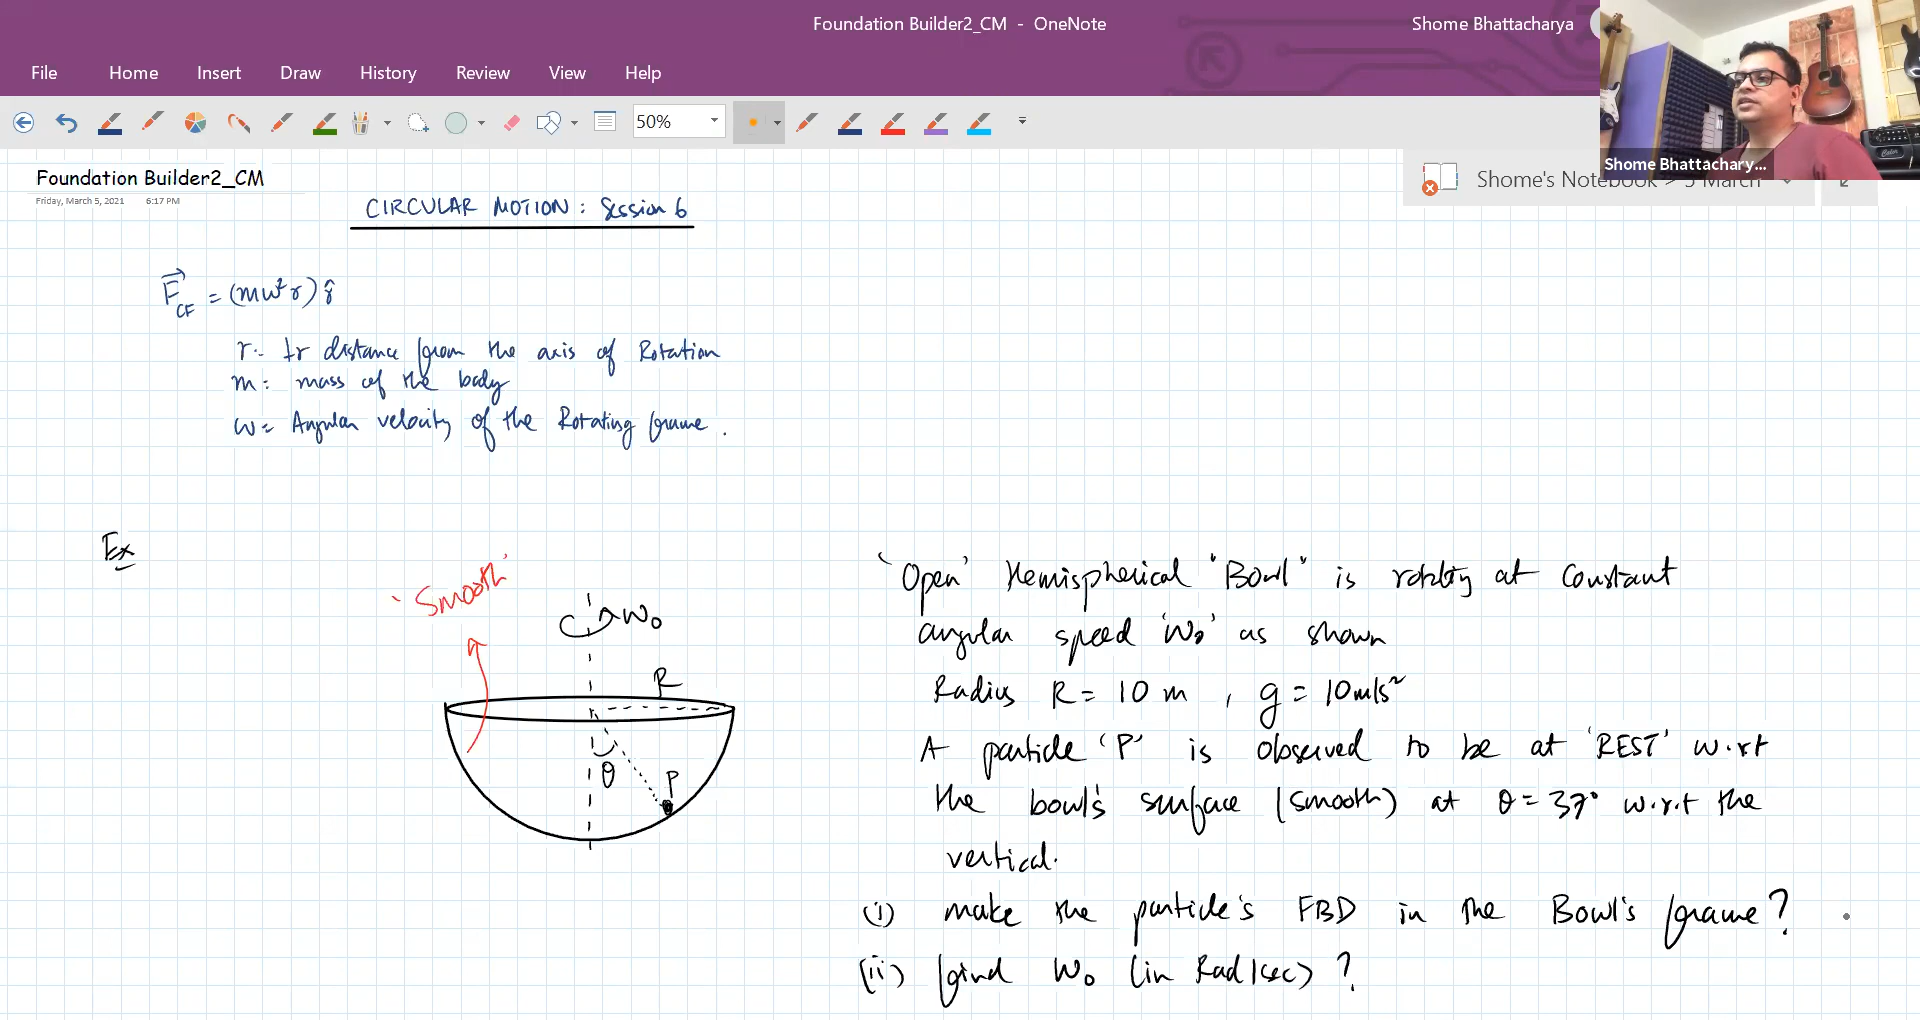 Foundation Builder2_CM - OneNote
Shome Bhattacharya
File Home Insert Draw History Review View Help
50%
Shome Bhattachary...
Foundation Builder2_CM
Friday, March 5, 2021 6:17 PM
Shome's Notebook > 5 March
CIRCULAR MOTION: Session 6
F CF = (mω²r) r̂
r: ⊥r distance from the axis of Rotation
m: mass of the body
ω = Angular velocity of the Rotating frame.
Ex
'Smooth'
ω₀
R
θ
P
'Open' Hemispherical "Bowl" is rotating at constant
angular speed 'ω₀' as shown
Radius R = 10 m, g = 10 m/s²
A particle 'P' is observed to be at 'REST' w.r.t
the bowl's surface (smooth) at θ = 37° w.r.t the
vertical.
(i) make the particle's FBD in the Bowl's frame?
(ii) find ω₀ (in Rad/sec)?